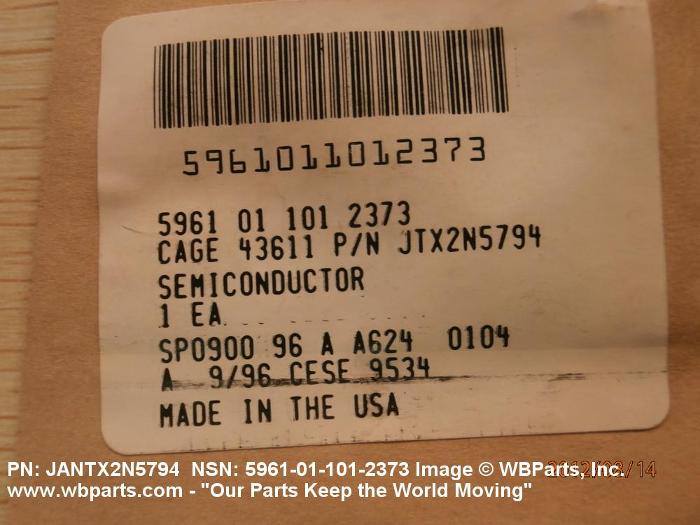 5961011012373
5961 01 101 2373
CAGE 43611 P/N JTX2N5794
SEMICONDUCTOR
1 EA
SP0900 96 A A624 0104
A 9/96 CESE 9534
MADE IN THE USA
PN: JANTX2N5794 NSN: 5961-01-101-2373 Image © WBParts, Inc.
www.wbparts.com - "Our Parts Keep the World Moving"